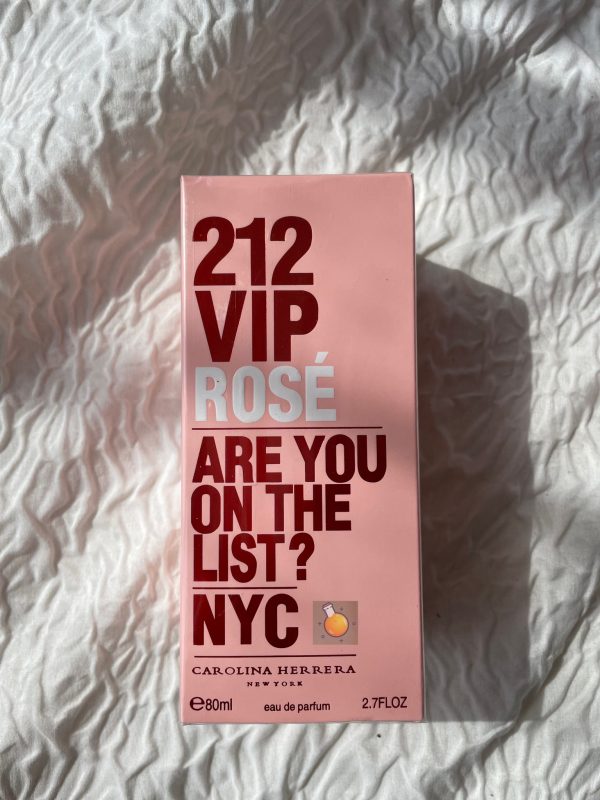 212
VIP
ROSÉ
ARE YOU
ON THE
LIST?
NYC
CAROLINA HERRERA
NEW YORK
℮80ml eau de parfum 2.7FLOZ